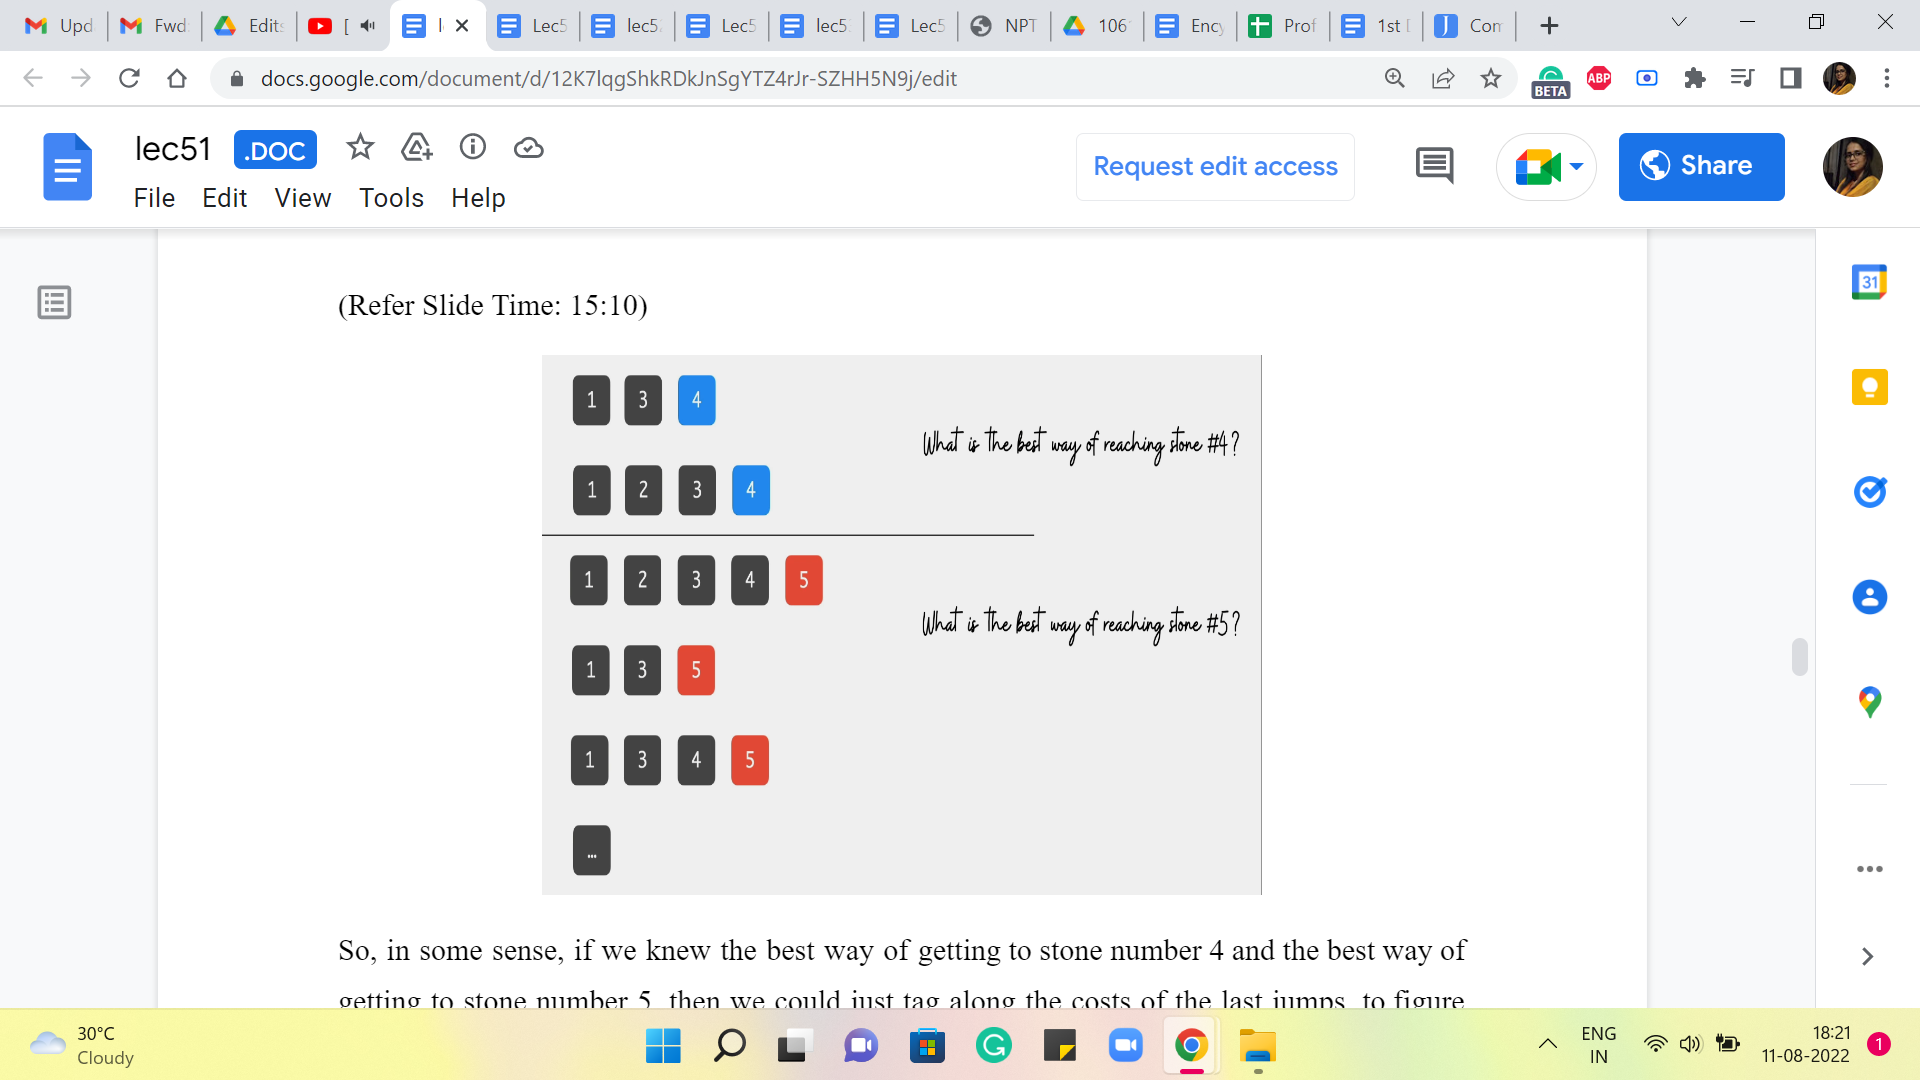 Upd
Fwd
Edits
[
l
Lec5
lec5
Lec5
lec5
Lec5
NPT
106
Ency
Prof
1st
Com
docs.google.com/document/d/12K7lqgShkRDkJnSgYTZ4rJr-SZHH5N9j/edit
BETA
ABP
lec51
.DOC
Request edit access
Share
File Edit View Tools Help
31
(Refer Slide Time: 15:10)
1 3 4
What is the best way of reaching stone #4?
1 2 3 4
1 2 3 4 5
What is the best way of reaching stone #5?
1 3 5
1 3 4 5
...
So, in some sense, if we knew the best way of getting to stone number 4 and the best way of
getting to stone number 5, then we could just tag along the costs of the last jumps, to figure
30°C
Cloudy
ENG
IN
18:21
11-08-2022
1